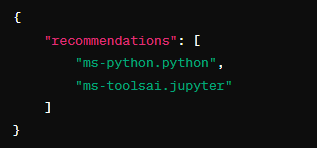 {
    "recommendations": [
        "ms-python.python",
        "ms-toolsai.jupyter"
    ]
}